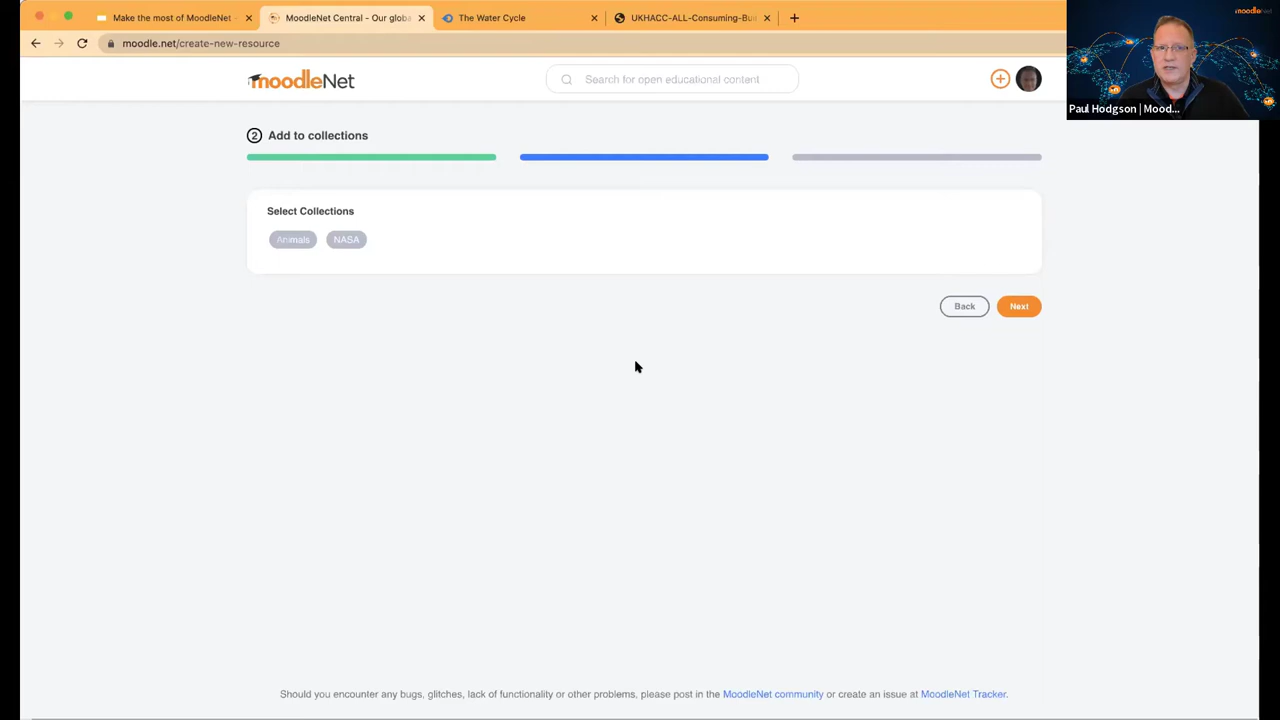 Make the most of MoodleNet
MoodleNet Central - Our globa
The Water Cycle
UKHACC-ALL-Consuming-Bui
moodle.net/create-new-resource
moodleNet
Search for open educational content
moodleNet
Paul Hodgson | Mood...
2 Add to collections
Select Collections
Animals NASA
Back Next
Should you encounter any bugs, glitches, lack of functionality or other problems, please post in the MoodleNet community or create an issue at MoodleNet Tracker.